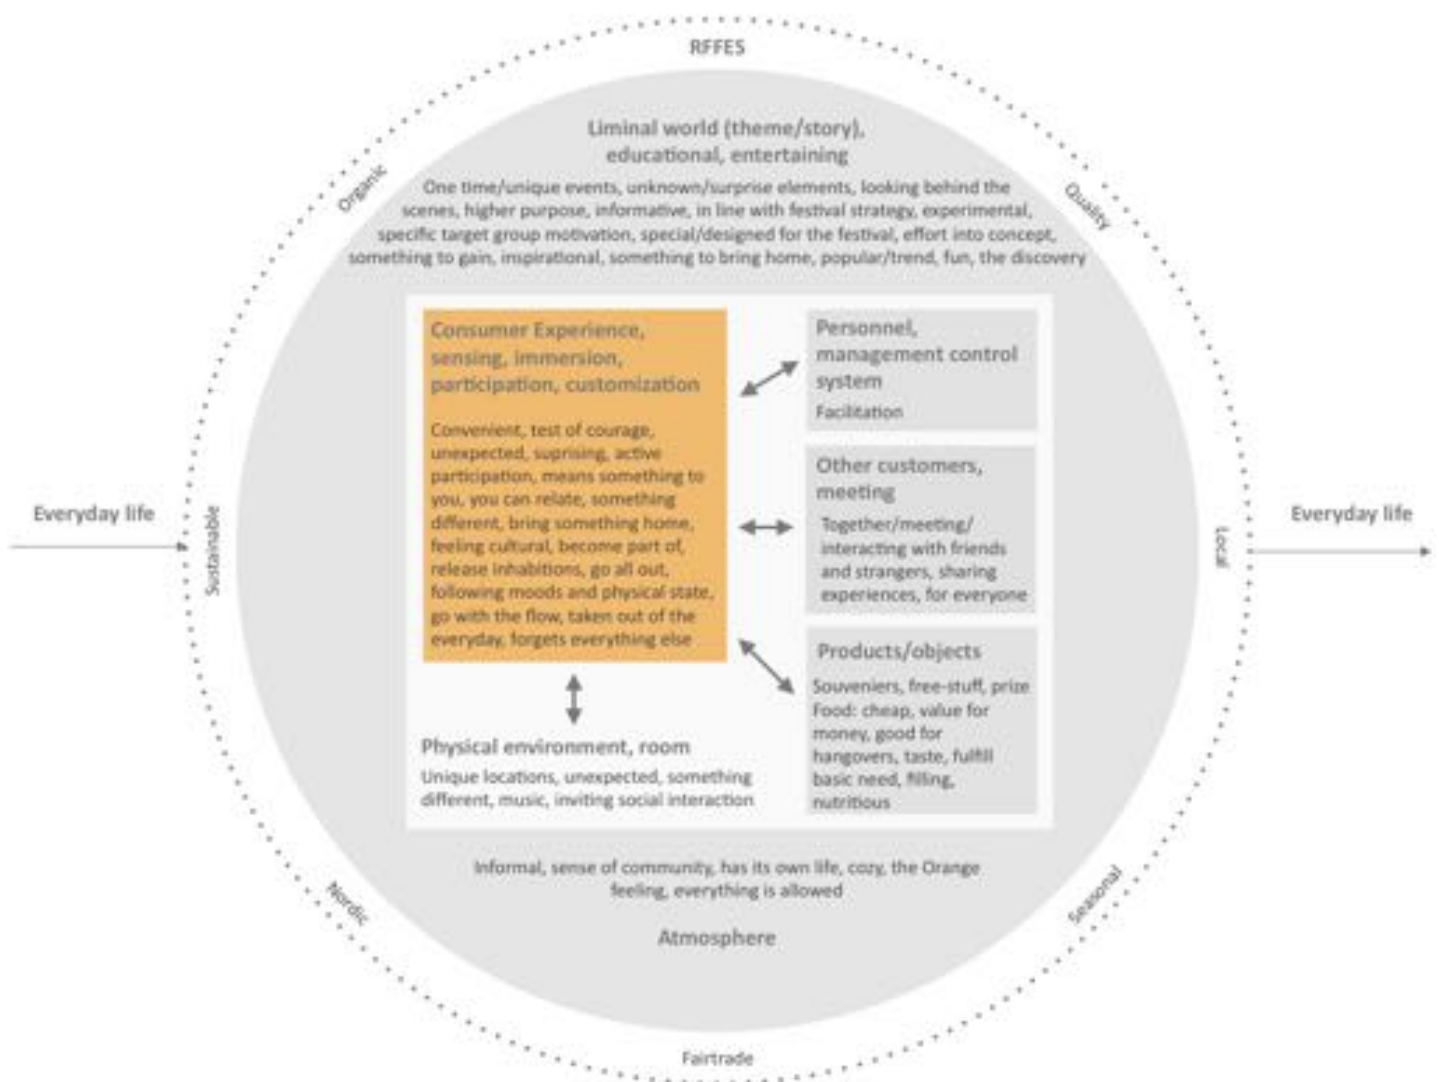 RFFES
Liminal world (theme/story),
educational, entertaining
One time/unique events, unknown/surprise elements, looking behind the
scenes, higher purpose, informative, in line with festival strategy, experimental,
specific target group motivation, special/designed for the festival, effort into concept,
something to gain, inspirational, something to bring home, popular/trend, fun, the discovery
Organic
Quality
Consumer Experience,
sensing, immersion,
participation, customization
Convenient, test of courage,
unexpected, suprising, active
participation, means something to
you, you can relate, something
different, bring something home,
feeling cultural, become part of,
release inhabitions, go all out,
following moods and physical state,
go with the flow, taken out of the
everyday, forgets everything else
Personnel,
management control
system
Facilitation
Other customers,
meeting
Together/meeting/
interacting with friends
and strangers, sharing
experiences, for everyone
Products/objects
Souveniers, free-stuff, prize
Food: cheap, value for
money, good for
hangovers, taste, fulfill
basic need, filling,
nutritious
Everyday life
Sustainable
Local
Everyday life
Physical environment, room
Unique locations, unexpected, something
different, music, inviting social interaction
Informal, sense of community, has its own life, cozy, the Orange
feeling, everything is allowed
Atmosphere
Nordic
Seasonal
Fairtrade